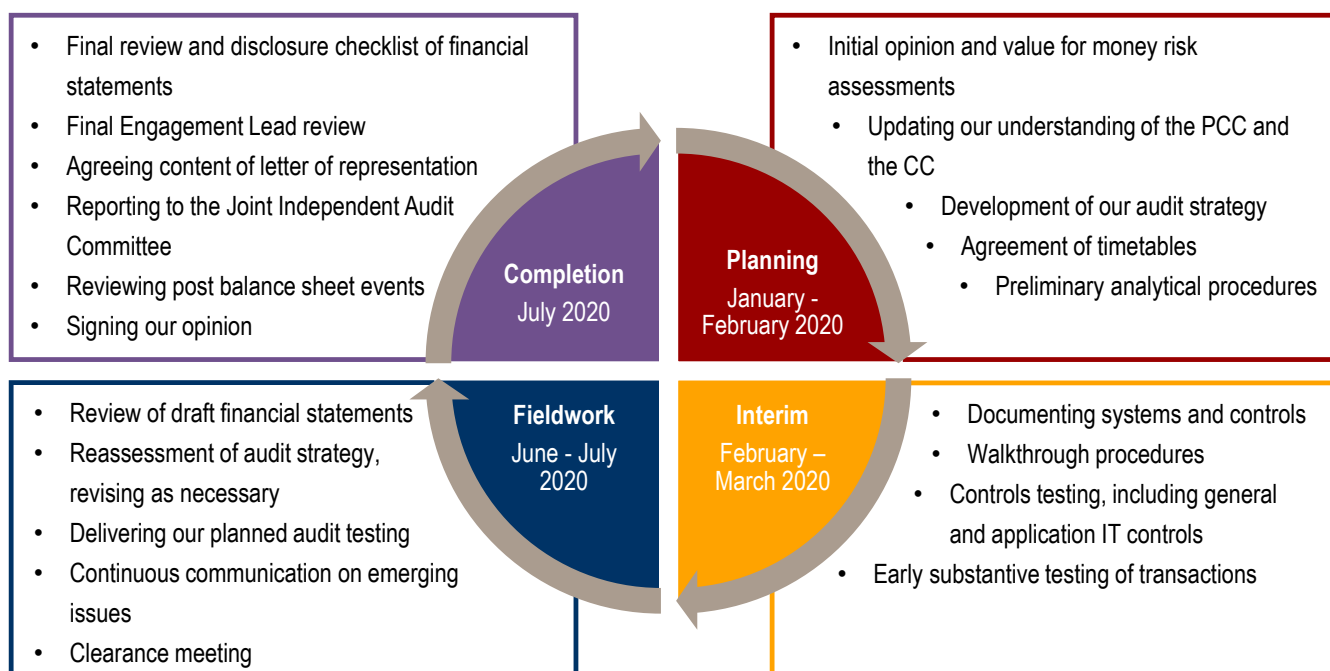 • Final review and disclosure checklist of financial
statements
• Final Engagement Lead review
• Agreeing content of letter of representation
• Reporting to the Joint Independent Audit
Committee
• Reviewing post balance sheet events
• Signing our opinion
Completion
July 2020
• Initial opinion and value for money risk
assessments
• Updating our understanding of the PCC and
the CC
• Development of our audit strategy
• Agreement of timetables
• Preliminary analytical procedures
Planning
January -
February 2020
• Review of draft financial statements
• Reassessment of audit strategy,
revising as necessary
• Delivering our planned audit testing
• Continuous communication on emerging
issues
• Clearance meeting
Fieldwork
June - July
2020
Interim
February –
March 2020
• Documenting systems and controls
• Walkthrough procedures
• Controls testing, including general
and application IT controls
• Early substantive testing of transactions